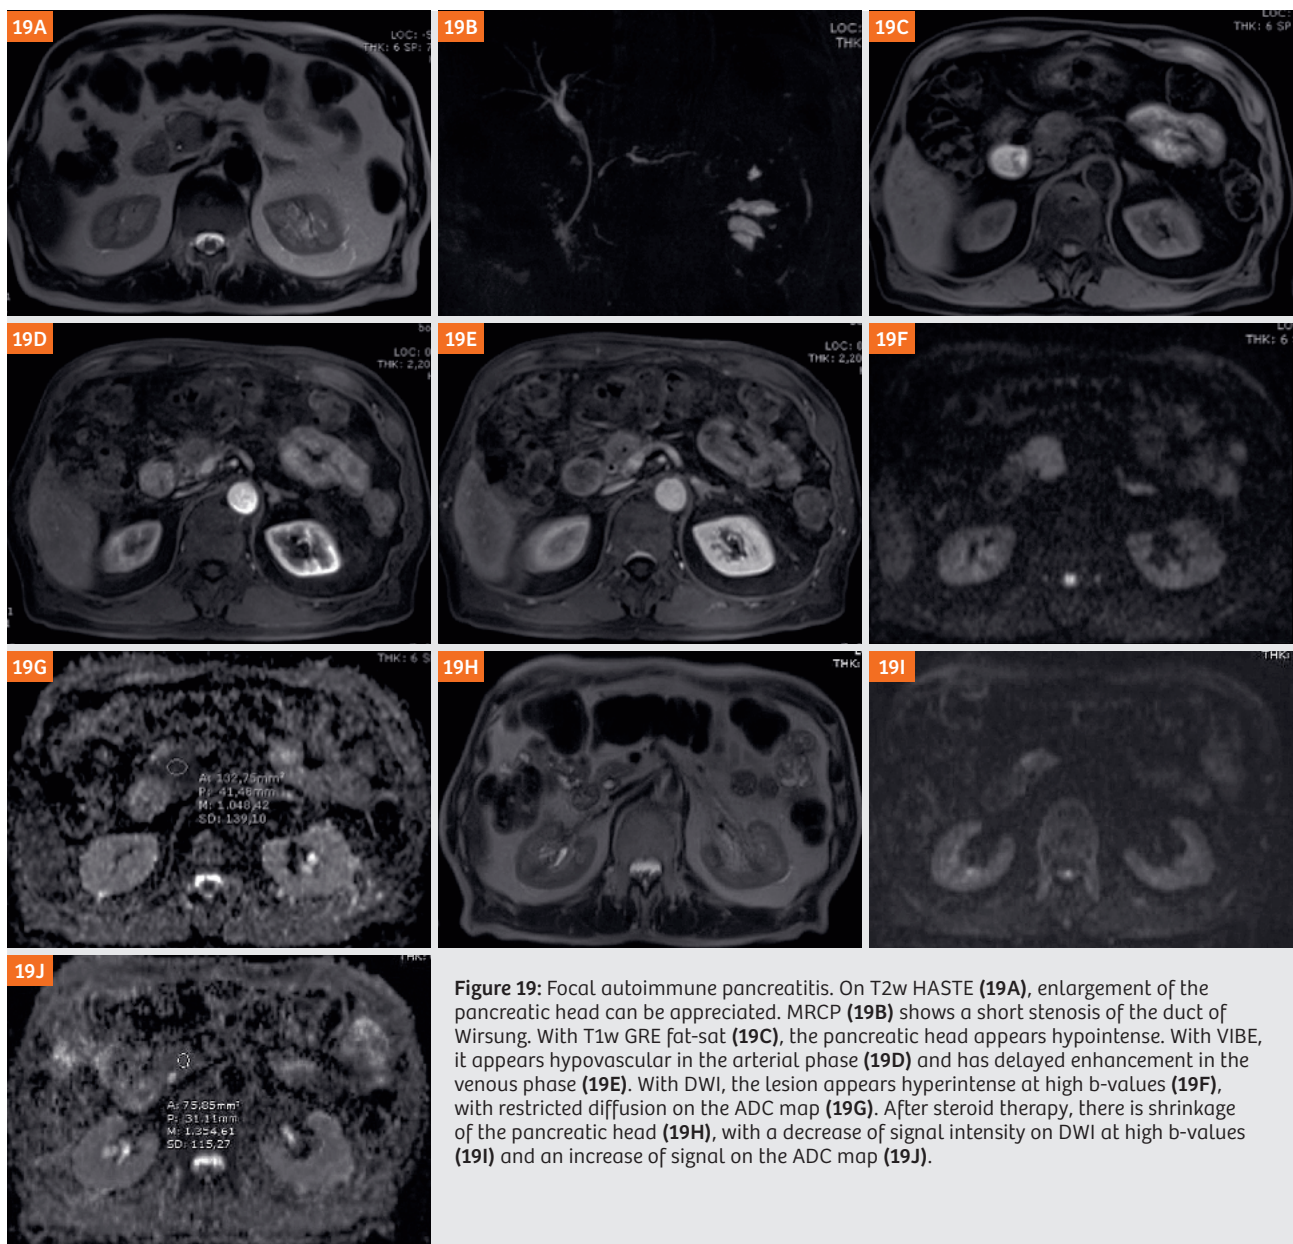 19A
LOC: -5
THK: 6 SP: 7
19B
LOC:
THK
19C
LOC:
THK: 6 SP
19D
bo
LOC: 0
THK: 2,20
19E
LOC: 0
THK: 2,20
19F
LO
THK: 6
19G
THK: 6 S
A: 132,75mm²
P: 41,48mm
M: 1.048,42
SD: 139,10
19H
THK:
19I
THK:
19J
THK:
A: 75,85mm²
P: 31,11mm
M: 1.354,61
SD: 115,27
Figure 19: Focal autoimmune pancreatitis. On T2w HASTE (19A), enlargement of the
pancreatic head can be appreciated. MRCP (19B) shows a short stenosis of the duct of
Wirsung. With T1w GRE fat-sat (19C), the pancreatic head appears hypointense. With VIBE,
it appears hypovascular in the arterial phase (19D) and has delayed enhancement in the
venous phase (19E). With DWI, the lesion appears hyperintense at high b-values (19F),
with restricted diffusion on the ADC map (19G). After steroid therapy, there is shrinkage
of the pancreatic head (19H), with a decrease of signal intensity on DWI at high b-values
(19I) and an increase of signal on the ADC map (19J).